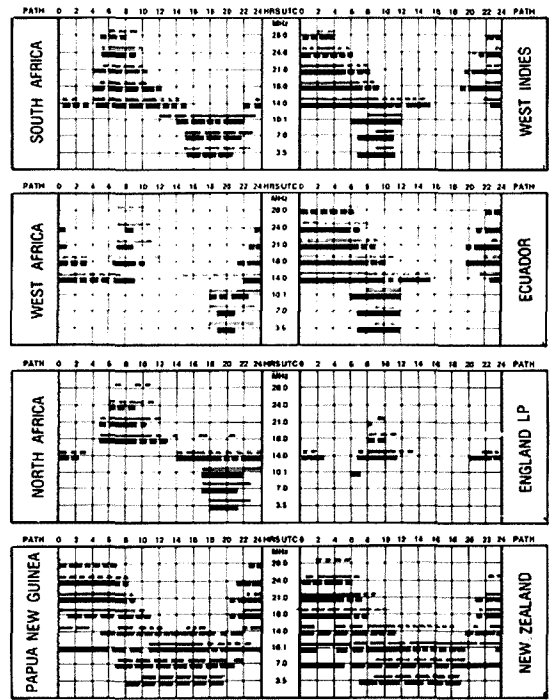 PATH 0 2 4 6 8 10 12 14 16 18 20 22 24 HRS UTC 0 2 4 6 8 10 12 14 16 18 20 22 24 PATH
MHz
28.0
24.0
21.0
18.0
14.0
10.1
7.0
3.5
SOUTH AFRICA
WEST INDIES
PATH 0 2 4 6 8 10 12 14 16 18 20 22 24 HRS UTC 0 2 4 6 8 10 12 14 16 18 20 22 24 PATH
MHz
28.0
24.0
21.0
18.0
14.0
10.1
7.0
3.5
WEST AFRICA
ECUADOR
PATH 0 2 4 6 8 10 12 14 16 18 20 22 24 HRS UTC 0 2 4 6 8 10 12 14 16 18 20 22 24 PATH
MHz
28.0
24.0
21.0
18.0
14.0
10.1
7.0
3.5
NORTH AFRICA
ENGLAND LP
PATH 0 2 4 6 8 10 12 14 16 18 20 22 24 HRS UTC 0 2 4 6 8 10 12 14 16 18 20 22 24 PATH
MHz
28.0
24.0
21.0
18.0
14.0
10.1
7.0
3.5
PAPUA NEW GUINEA
NEW ZEALAND